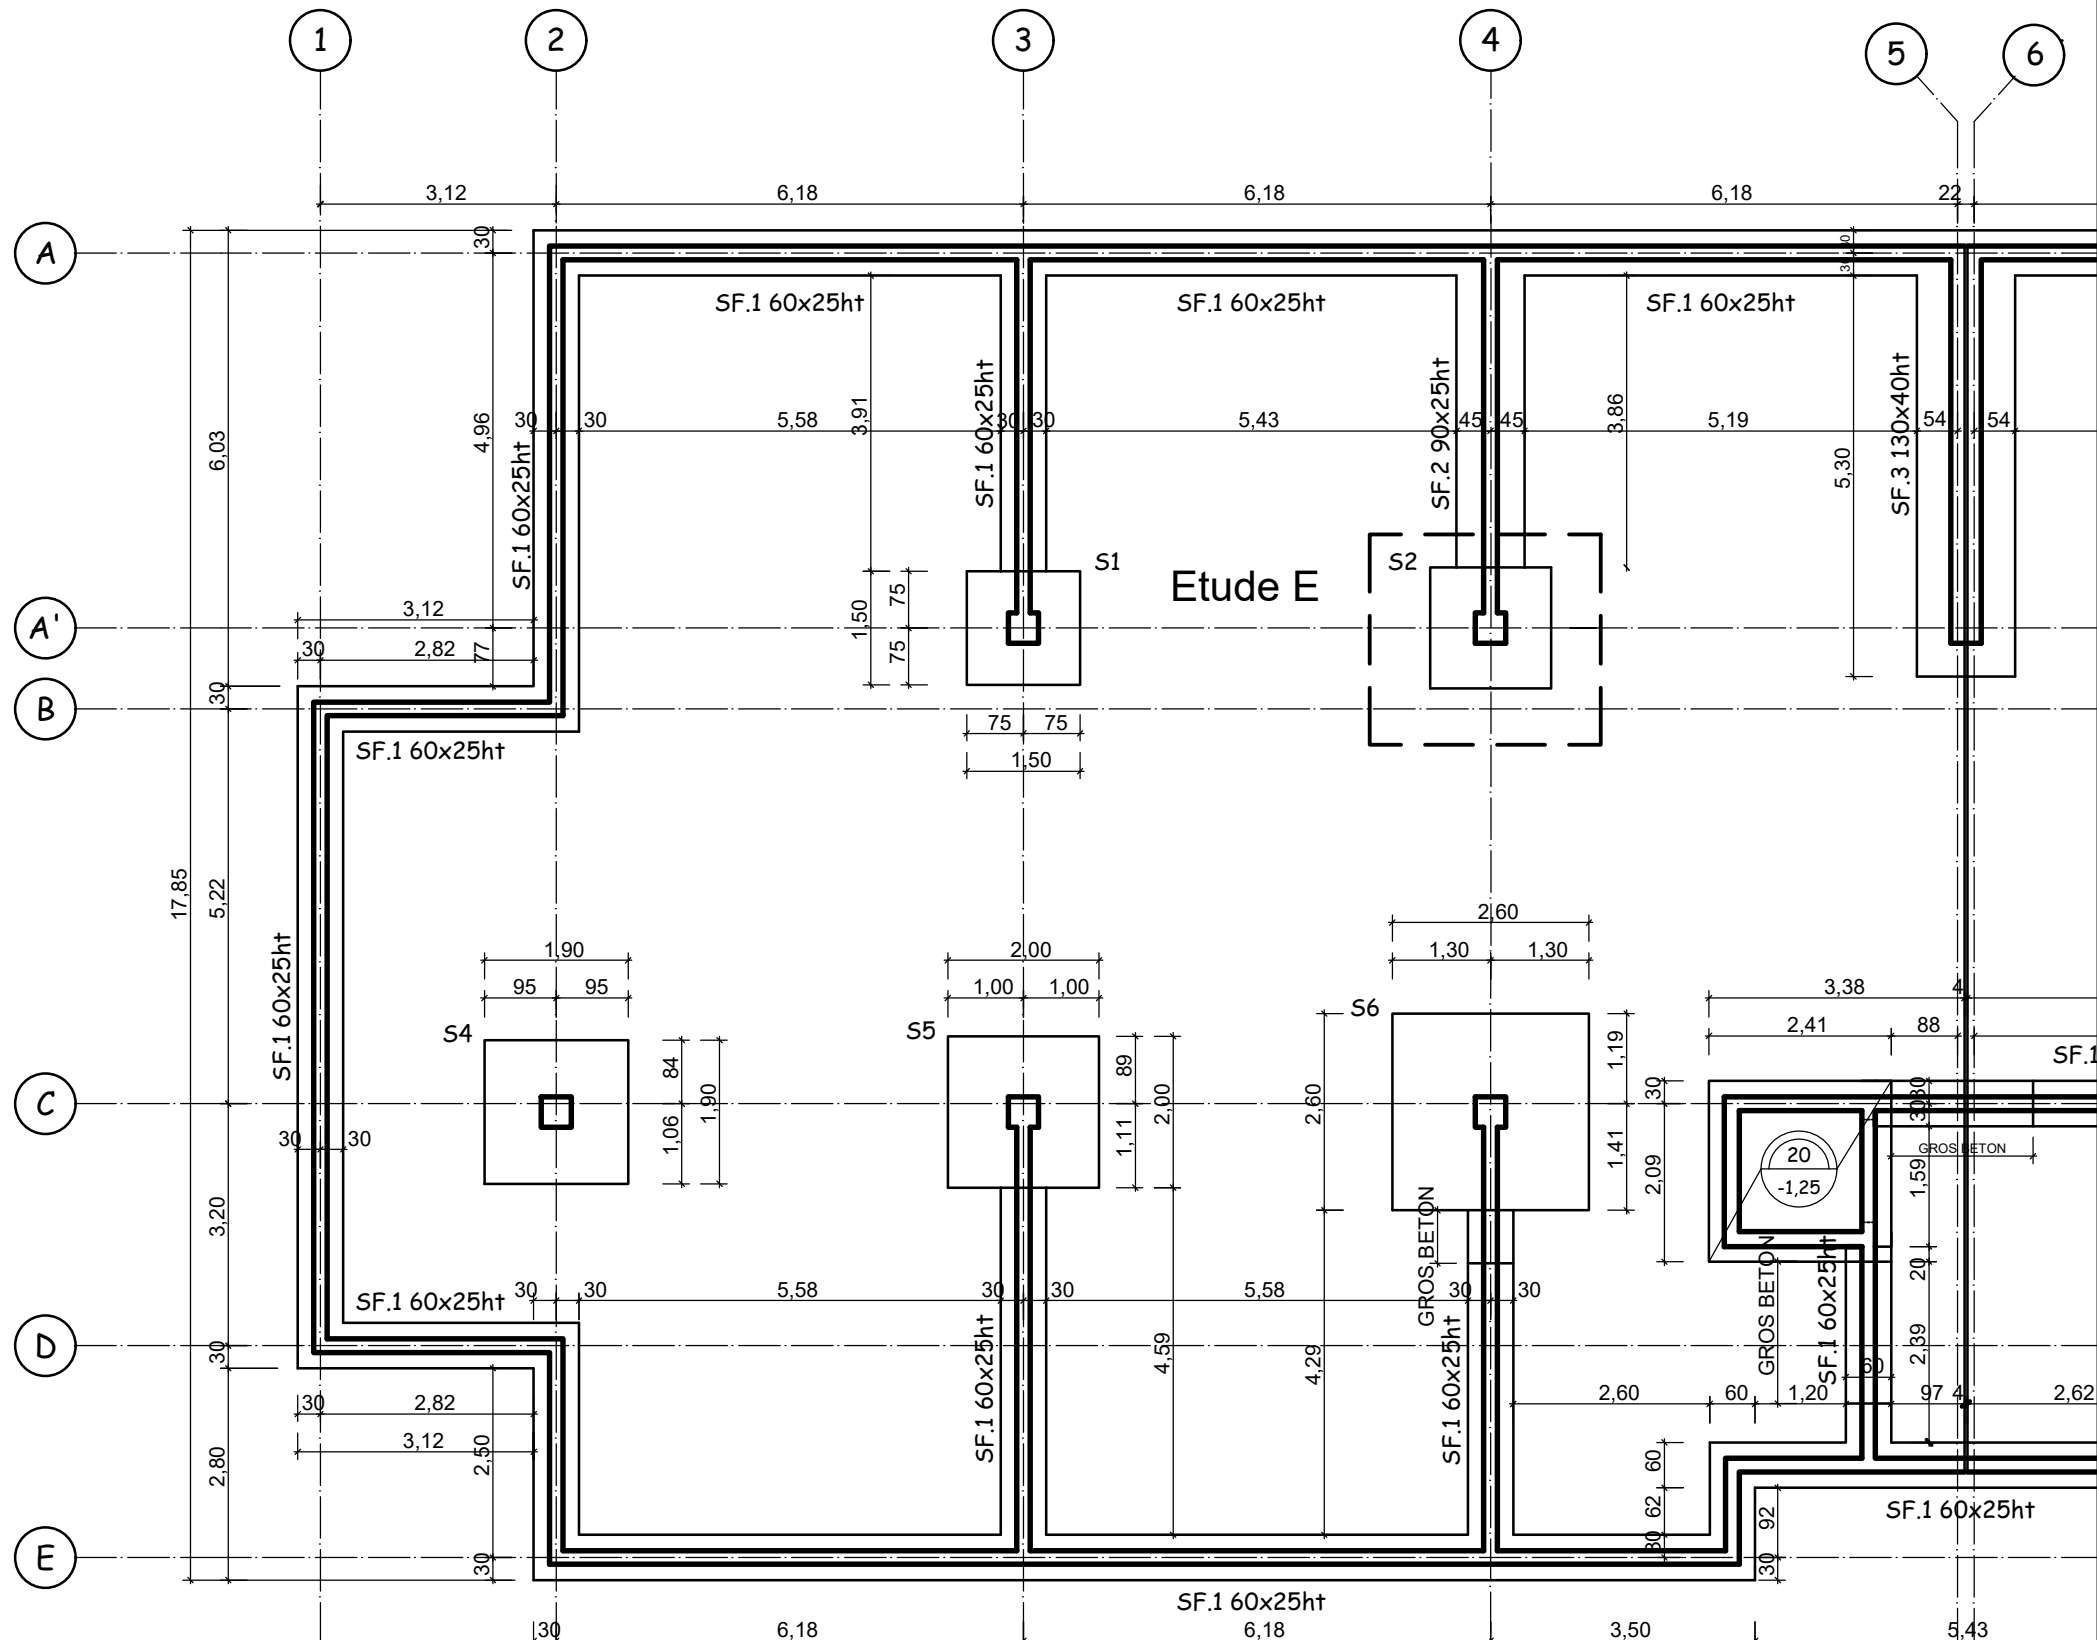 1 2 3 4 5 6
3,12 6,18 6,18 6,18 22
A 30 30
30
SF.1 60x25ht SF.1 60x25ht SF.1 60x25ht
6,03 4,96 SF.1 60x25ht 3,91 SF.1 60x25ht SF.2 90x25ht 3,86 5,30 SF.3 130x40ht
30 30 5,58 30 30 5,43 45 45 5,19 54 54
S1 Etude E S2
A' 3,12 1,50 75
30 2,82 77 75
B 30
75 75
1,50
SF.1 60x25ht
17,85 5,22 SF.1 60x25ht
1,90 2,00 2,60
95 95 1,00 1,00 1,30 1,30
3,38 4
2,41 88
S4 S5 S6 SF.1
C 84 1,90 89 2,00 2,60 1,19 30 30
1,06 1,11 1,41 2,09 30
30 30 20 GROS BETON
-1,25 1,59
GROS BETON
3,20 SF.1 60x25ht 30 30 5,58 30 30 5,58 30 30 GROS BETON SF.1 60x25ht 20
D 30 SF.1 60x25ht 4,59 4,29 SF.1 60x25ht 2,39
60
30 2,82 2,60 60 1,20 97 4 2,62
3,12
2,80 2,50 60
62 92 SF.1 60x25ht
E 30 30 30
SF.1 60x25ht
30 6,18 6,18 3,50 5,43